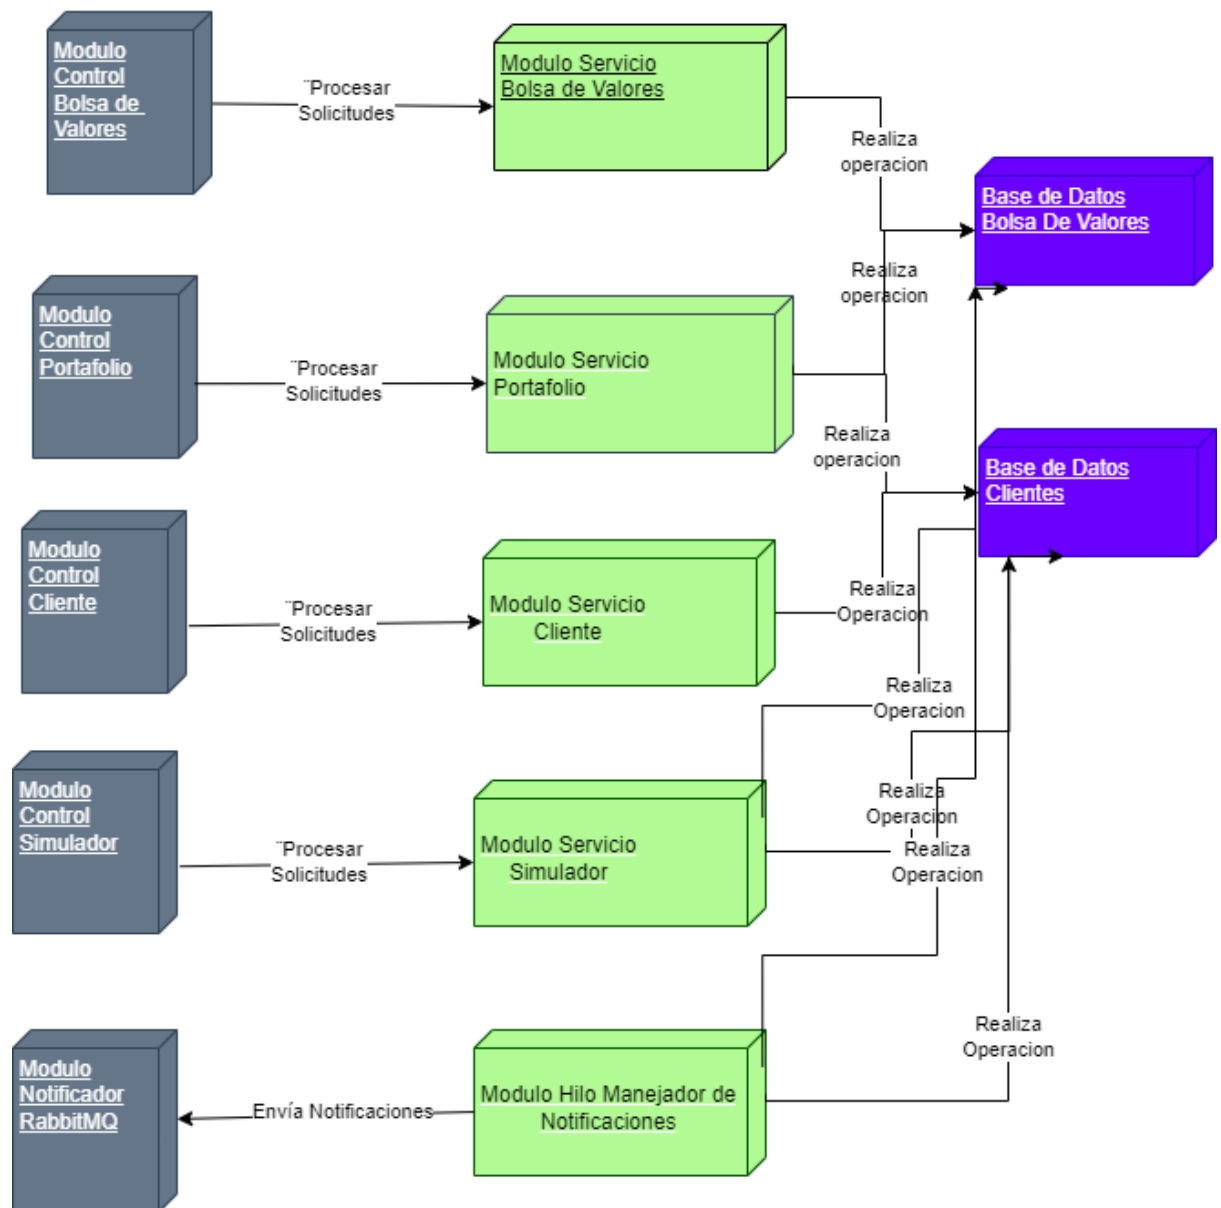 Modulo
Control
Bolsa de
Valores
¨Procesar
Solicitudes
Modulo Servicio
Bolsa de Valores
Realiza
operacion
Base de Datos
Bolsa De Valores
Modulo
Control
Portafolio
¨Procesar
Solicitudes
Modulo Servicio
Portafolio
Realiza
operacion
Realiza
operacion
Base de Datos
Clientes
Modulo
Control
Cliente
¨Procesar
Solicitudes
Modulo Servicio
Cliente
Realiza
Operacion
Realiza
Operacion
Modulo
Control
Simulador
¨Procesar
Solicitudes
Modulo Servicio
Simulador
Realiza
Operacion
Realiza
Operacion
Modulo
Notificador
RabbitMQ
Envía Notificaciones
Modulo Hilo Manejador de
Notificaciones
Realiza
Operacion